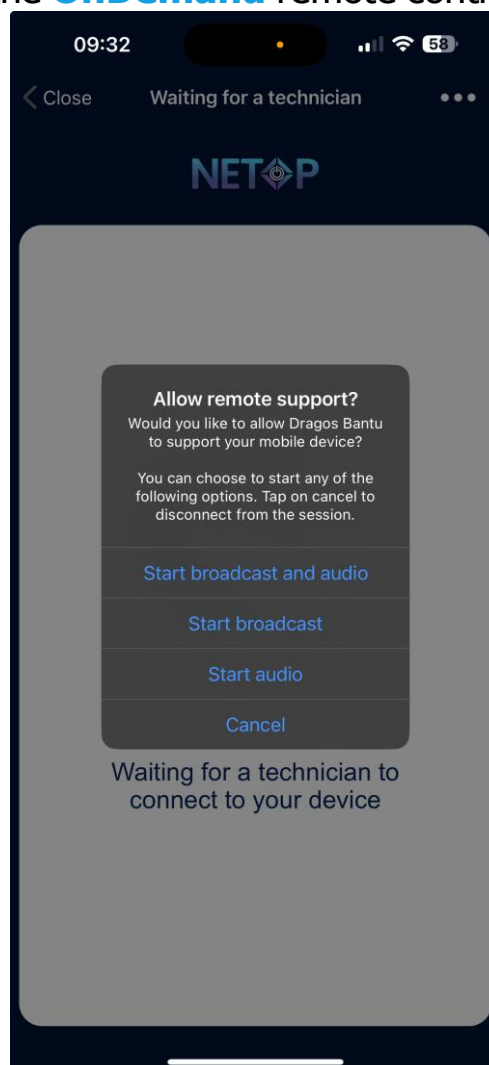 OnDemand remote cont
09:32
58
Close
Waiting for a technician
NETOP
Allow remote support?
Would you like to allow Dragos Bantu
to support your mobile device?
You can choose to start any of the
following options. Tap on cancel to
disconnect from the session.
Start broadcast and audio
Start broadcast
Start audio
Cancel
Waiting for a technician to
connect to your device